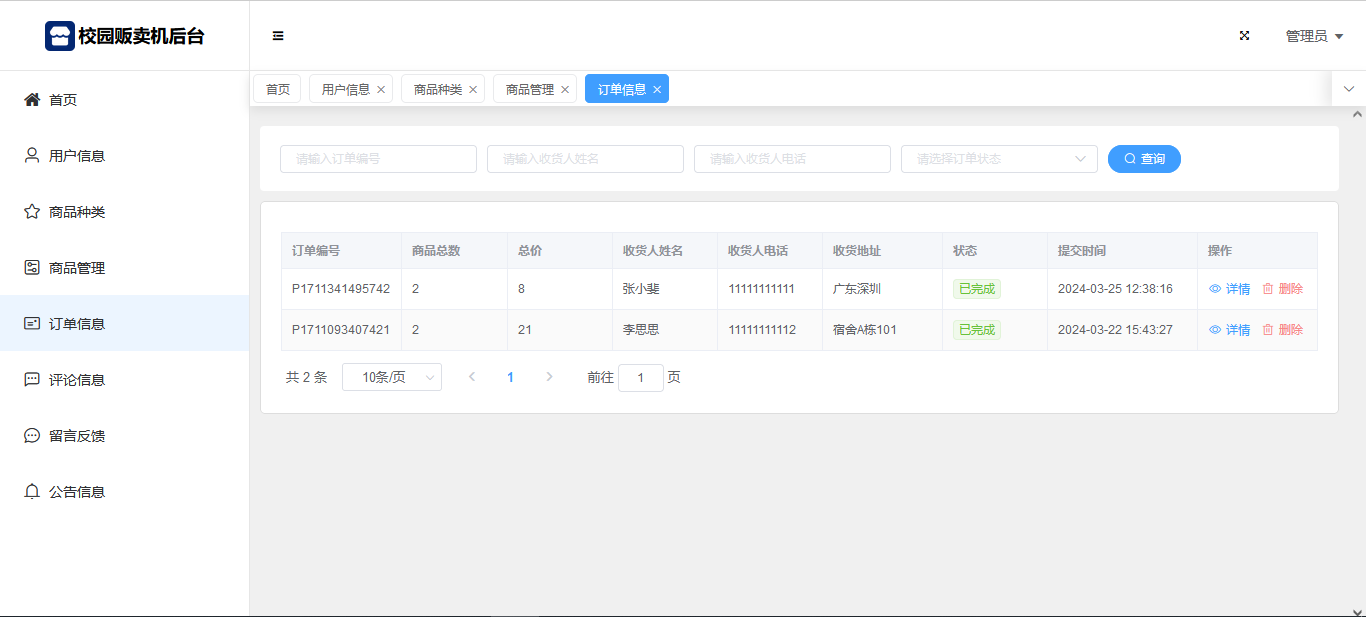 校园贩卖机后台
管理员
首页 用户信息 商品种类 商品管理 订单信息
首页
用户信息
商品种类
商品管理
订单信息
评论信息
留言反馈
公告信息
请输入订单编号 请输入收货人姓名 请输入收货人电话 请选择订单状态 查询
订单编号 商品总数 总价 收货人姓名 收货人电话 收货地址 状态 提交时间 操作
P1711341495742 2 8 张小斐 11111111111 广东深圳 已完成 2024-03-25 12:38:16 详情 删除
P1711093407421 2 21 李思思 11111111112 宿舍A栋101 已完成 2024-03-22 15:43:27 详情 删除
共 2 条 10条/页 1 前往 1 页